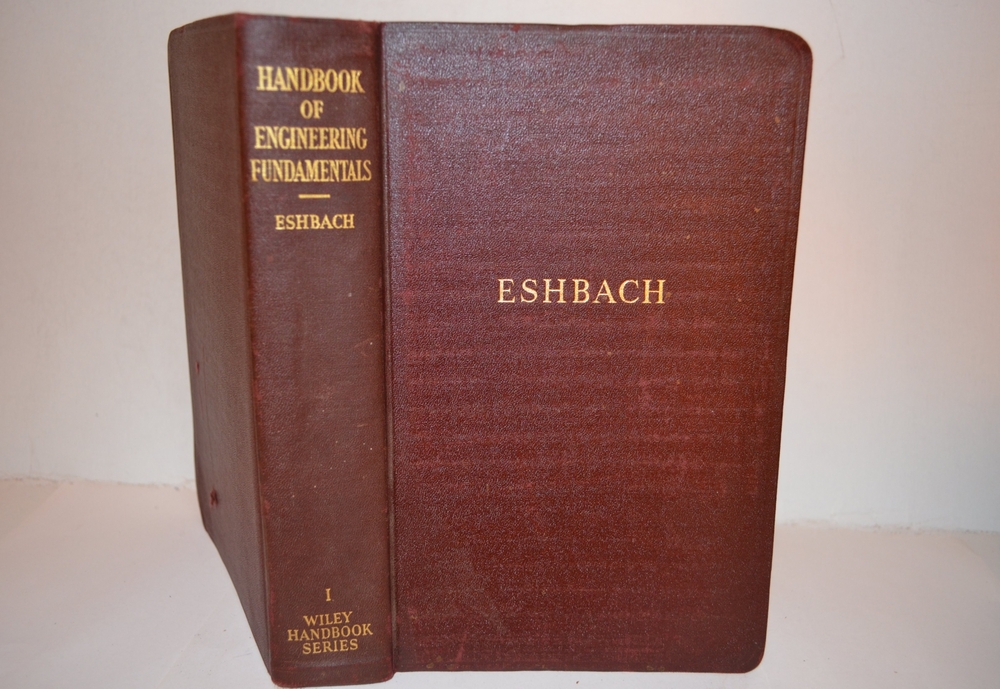 HANDBOOK
OF
ENGINEERING
FUNDAMENTALS
ESHBACH
I
WILEY
HANDBOOK
SERIES
ESHBACH